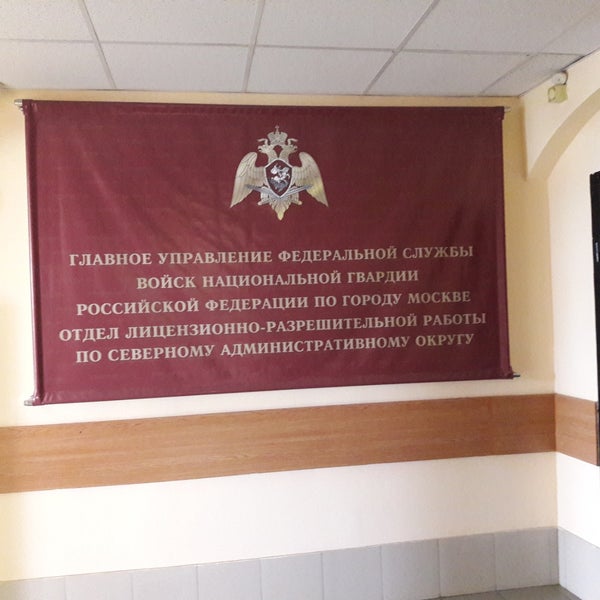 ГЛАВНОЕ УПРАВЛЕНИЕ ФЕДЕРАЛЬНОЙ СЛУЖБЫ
ВОЙСК НАЦИОНАЛЬНОЙ ГВАРДИИ
РОССИЙСКОЙ ФЕДЕРАЦИИ ПО ГОРОДУ МОСКВЕ
ОТДЕЛ ЛИЦЕНЗИОННО-РАЗРЕШИТЕЛЬНОЙ РАБОТЫ
ПО СЕВЕРНОМУ АДМИНИСТРАТИВНОМУ ОКРУГУ